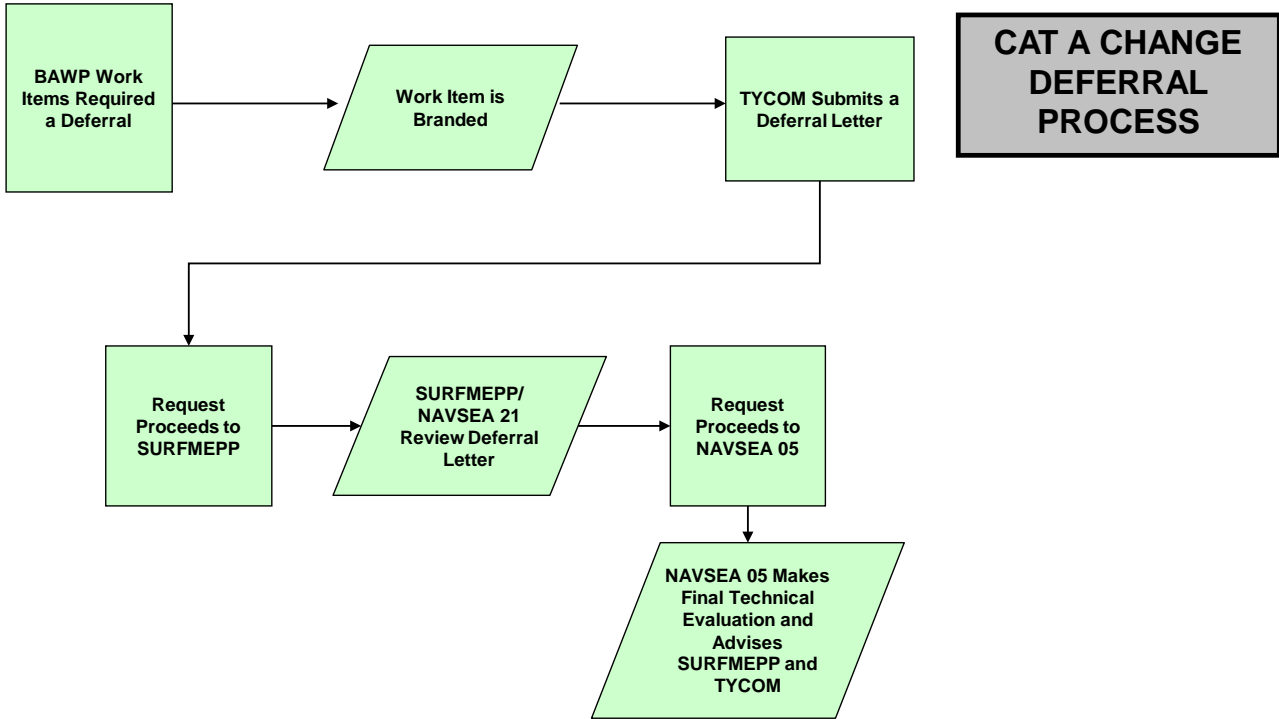 CAT A CHANGE
DEFERRAL
PROCESS
BAWP Work
Items Required
a Deferral
Work Item is
Branded
TYCOM Submits a
Deferral Letter
Request
Proceeds to
SURFMEPP
SURFMEPP/
NAVSEA 21
Review Deferral
Letter
Request
Proceeds to
NAVSEA 05
NAVSEA 05 Makes
Final Technical
Evaluation and
Advises
SURFMEPP and
TYCOM